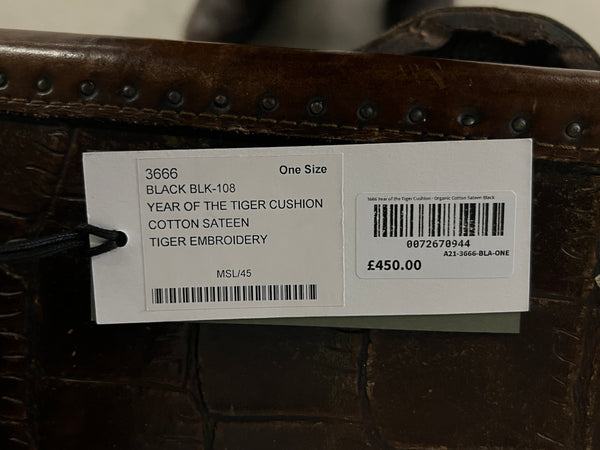 3666 One Size
BLACK BLK-108
YEAR OF THE TIGER CUSHION
COTTON SATEEN
TIGER EMBROIDERY
MSL/45
3666 Year of the Tiger Cushion - Organic Cotton Sateen Black
0072670944
A21-3666-BLA-ONE
£450.00